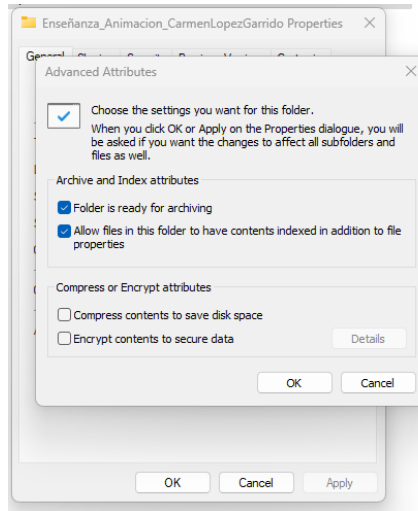 Enseñanza_Animacion_CarmenLopezGarrido Properties
Advanced Attributes
Choose the settings you want for this folder.
When you click OK or Apply on the Properties dialogue, you will
be asked if you want the changes to affect all subfolders and
files as well.
Archive and Index attributes
Folder is ready for archiving
Allow files in this folder to have contents indexed in addition to file
properties
Compress or Encrypt attributes
Compress contents to save disk space
Encrypt contents to secure data
Details
OK Cancel
OK Cancel Apply